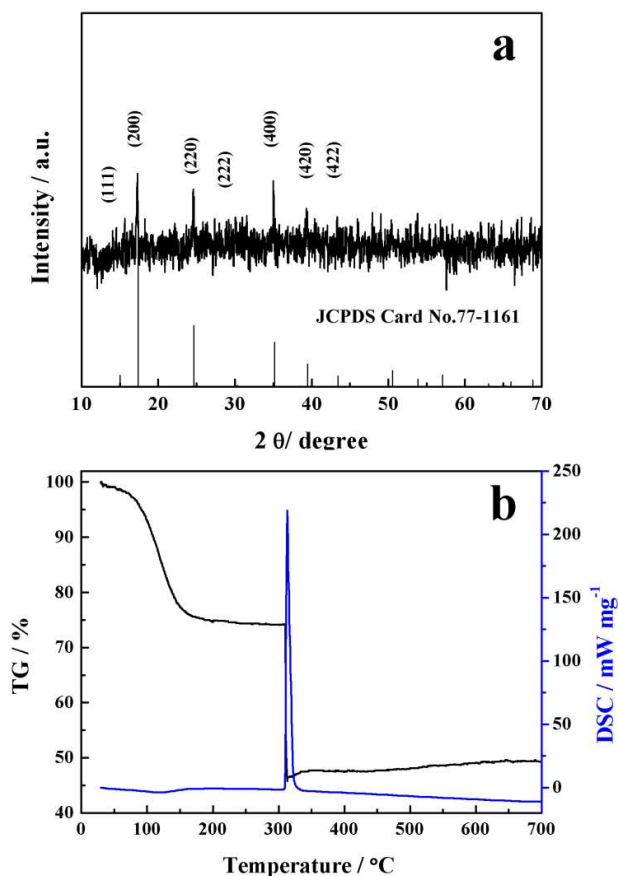 a
(111)
(200)
(220)
(222)
(400)
(420)
(422)
Intensity / a.u.
JCPDS Card No.77-1161
10 20 30 40 50 60 70
2 θ/ degree
b
100
90
80
70
60
50
40
TG / %
250
200
150
100
50
0
DSC / mW mg⁻¹
0 100 200 300 400 500 600 700
Temperature / °C